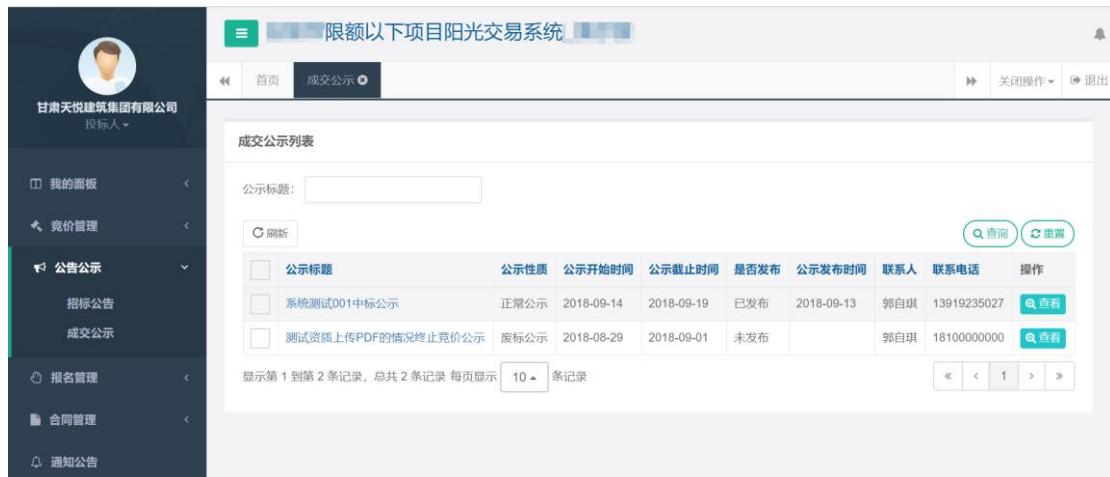 限额以下项目阳光交易系统
首页 成交公示 关闭操作 退出
甘肃天悦建筑集团有限公司
投标人
我的面板
竞价管理
公告公示
招标公告
成交公示
报名管理
合同管理
通知公告
成交公示列表
公示标题：
刷新 查询 重置
公示标题 公示性质 公示开始时间 公示截止时间 是否发布 公示发布时间 联系人 联系电话 操作
系统测试001中标公示 正常公示 2018-09-14 2018-09-19 已发布 2018-09-13 郭自琪 13919235027 查看
测试资质上传PDF的情况终止竞价公示 废标公示 2018-08-29 2018-09-01 未发布 郭自琪 18100000000 查看
显示第 1 到第 2 条记录，总共 2 条记录 每页显示 10 条记录 « ‹ 1 › »